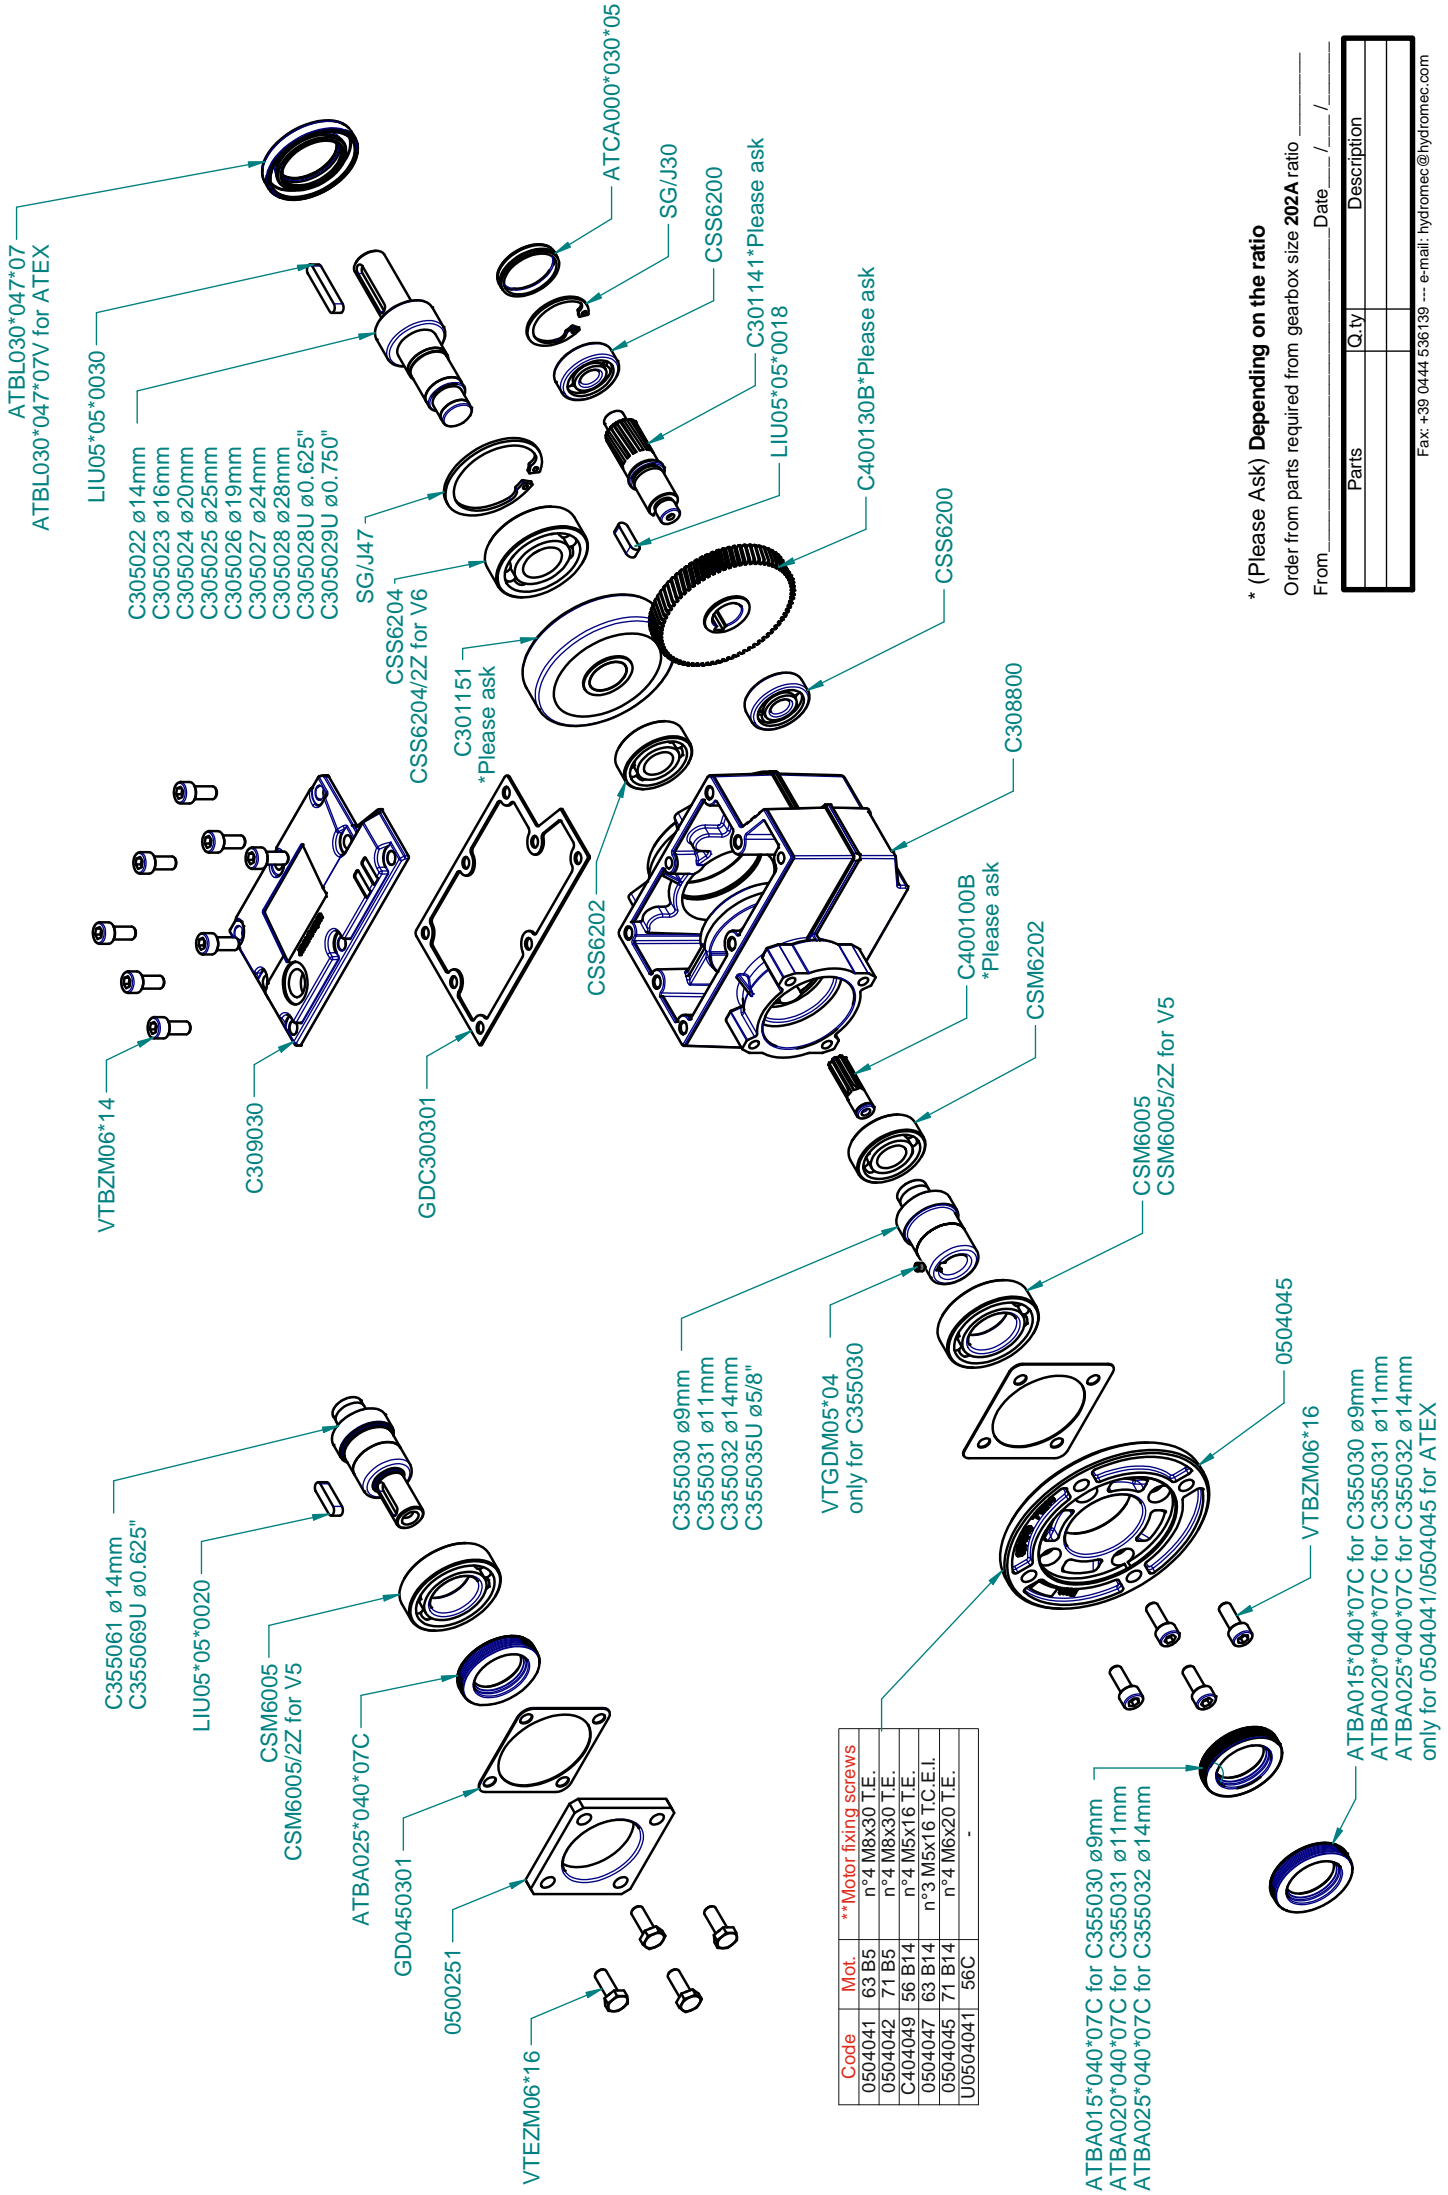 ATBL030*047*07
ATBL030*047*07V for ATEX
LIU05*05*0030
C305022 ø14mm
C305023 ø16mm
C305024 ø20mm
C305025 ø25mm
C305026 ø19mm
C305027 ø24mm
C305028 ø28mm
C305028U ø0.625"
C305029U ø0.750"
SG/J47
CSS6204
CSS6204/2Z for V6
C301151
*Please ask
CSS6202
ATCA000*030*05
SG/J30
CSS6200
C301141*Please ask
LIU05*05*0018
C400130B*Please ask
CSS6200
C308800
VTBZM06*14
C309030
GDC300301
C400100B
*Please ask
CSM6202
CSM6005
CSM6005/2Z for V5
C355030 ø9mm
C355031 ø11mm
C355032 ø14mm
C355035U ø5/8"
VTGDM05*04
only for C355030
0504045
VTBZM06*16
ATBA015*040*07C for C355030 ø9mm
ATBA020*040*07C for C355031 ø11mm
ATBA025*040*07C for C355032 ø14mm
only for 0504041/0504045 for ATEX
ATBA015*040*07C for C355030 ø9mm
ATBA020*040*07C for C355031 ø11mm
ATBA025*040*07C for C355032 ø14mm
C355061 ø14mm
C355069U ø0.625"
LIU05*05*0020
CSM6005
CSM6005/2Z for V5
ATBA025*040*07C
GD0450301
0500251
VTEZM06*16
Code Mot. **Motor fixing screws
0504041 63 B5 n°4 M8x30 T.E.
0504042 71 B5 n°4 M8x30 T.E.
C404049 56 B14 n°4 M5x16 T.E.
0504047 63 B14 n°3 M5x16 T.C.E.I.
0504045 71 B14 n°4 M6x20 T.E.
U0504041 56C -
* (Please Ask) Depending on the ratio
Order from parts required from gearbox size 202A ratio ________
From________________________ Date____/____/________
Parts Q.ty Description
Fax: +39 0444 536139 --- e-mail: hydromec@hydromec.com